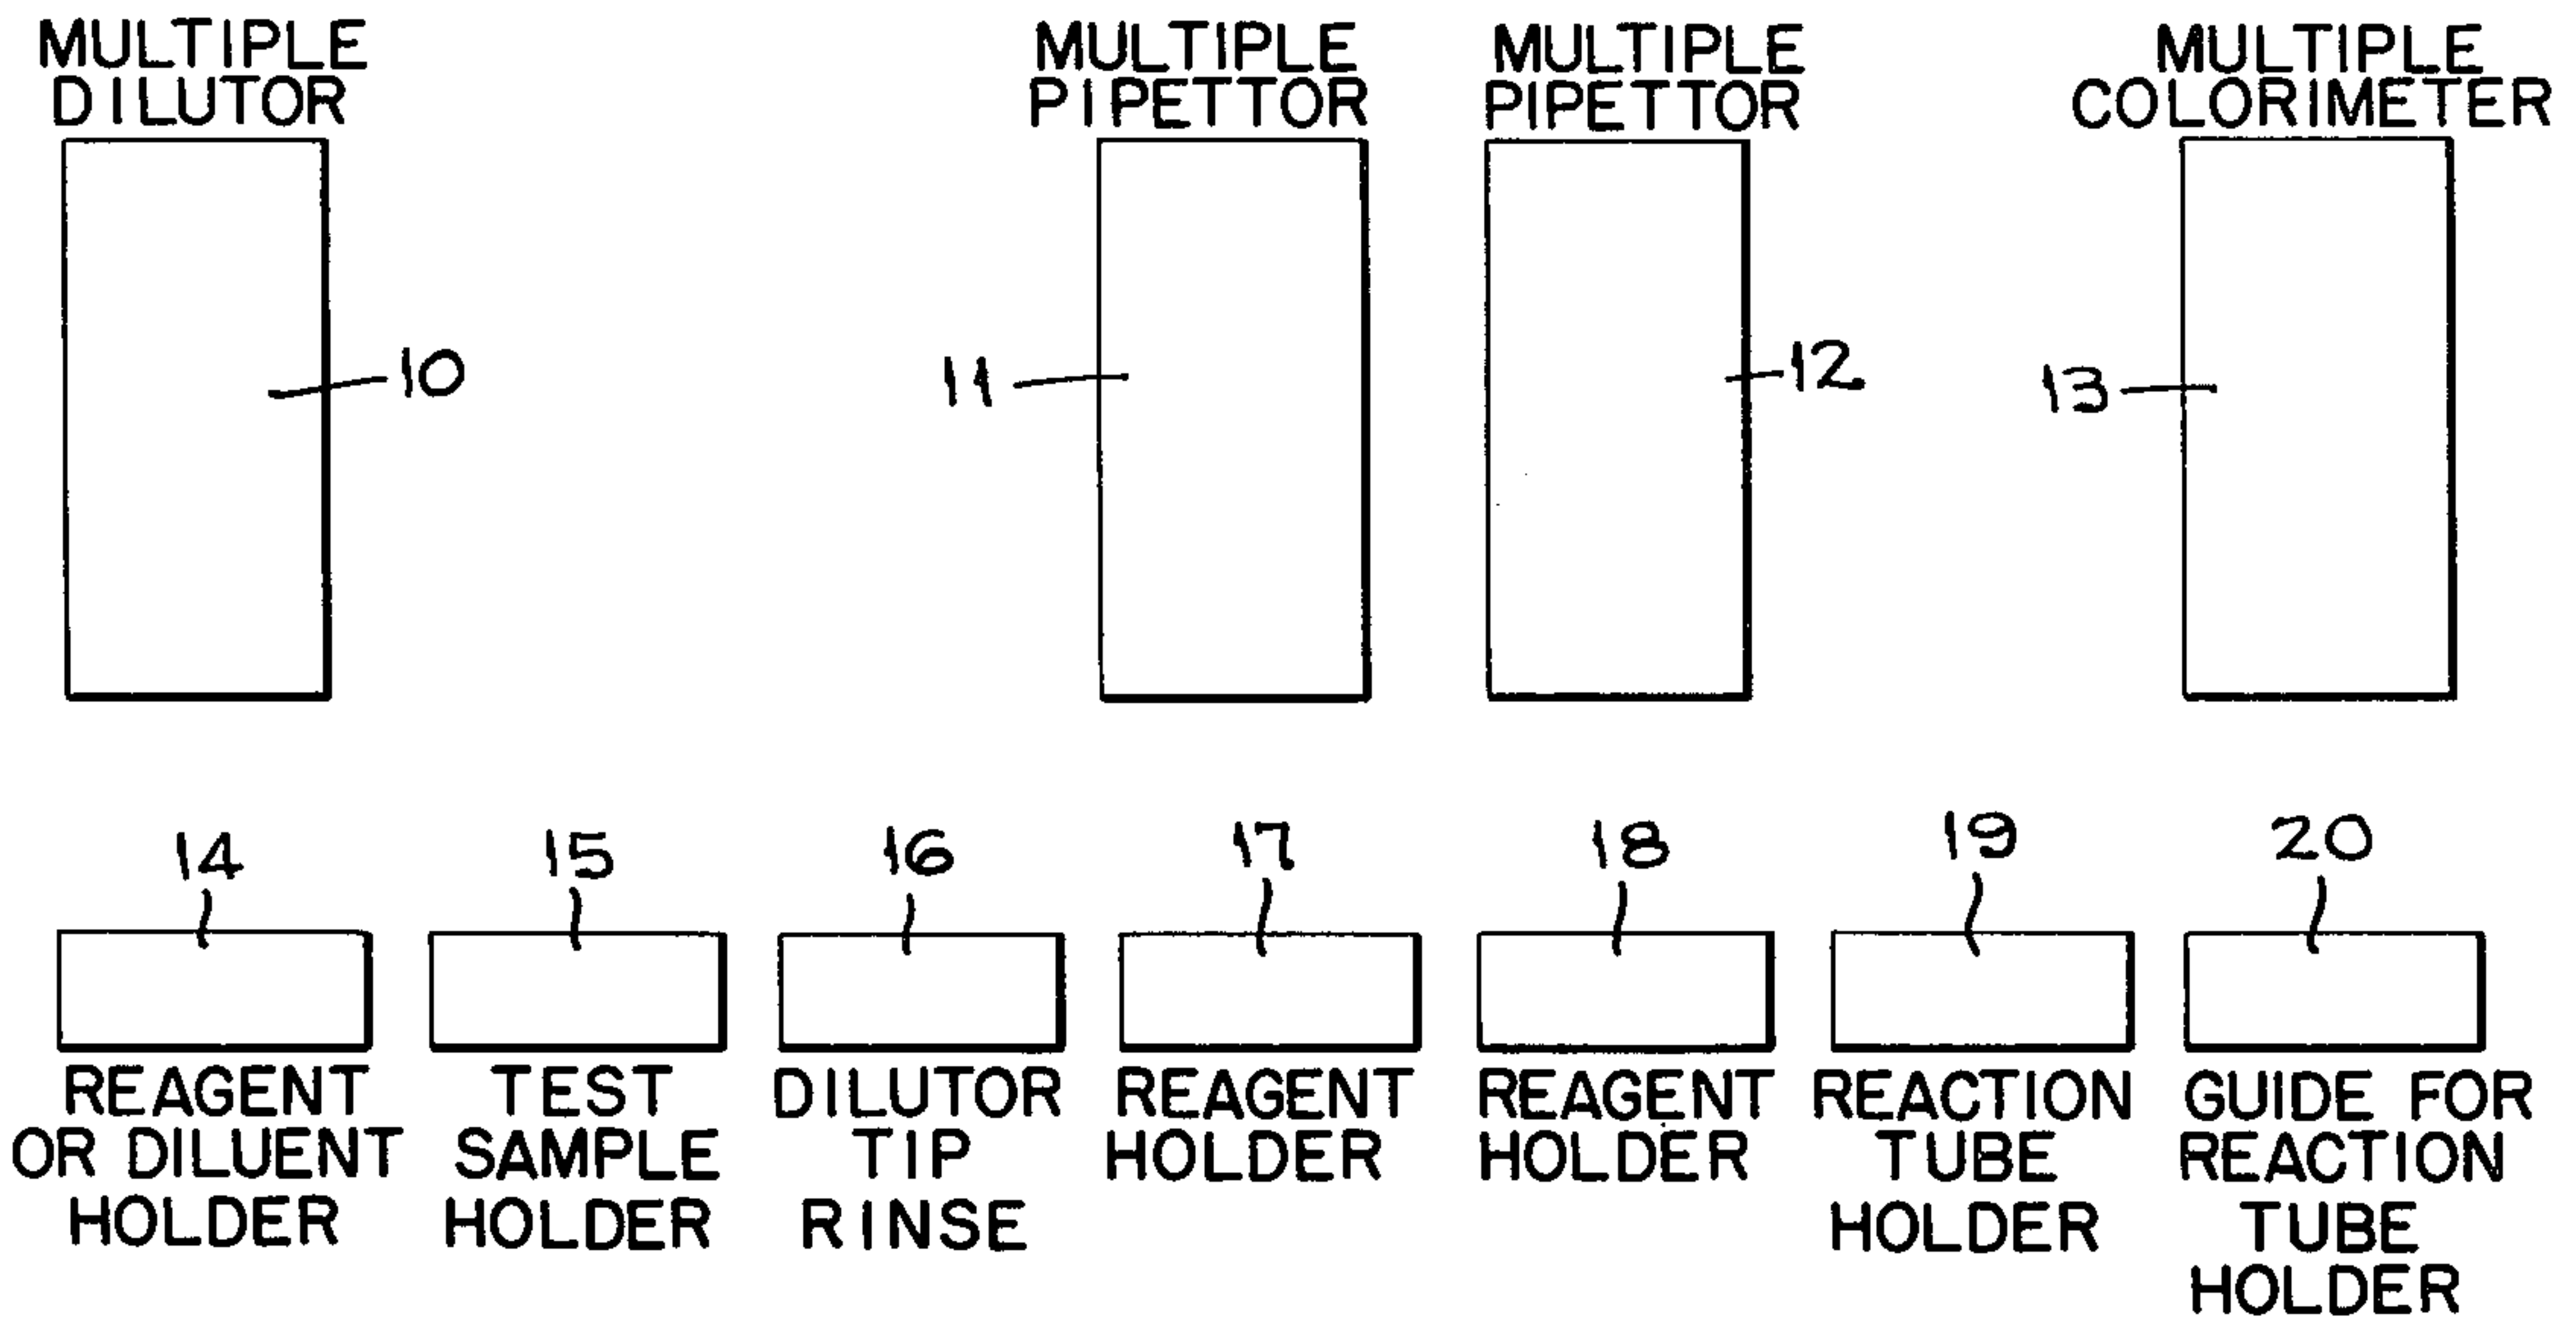 MULTIPLE
DILUTOR
MULTIPLE
PIPETTOR
MULTIPLE
PIPETTOR
MULTIPLE
COLORIMETER
10
11
12
13
14
15
16
17
18
19
20
REAGENT
OR DILUENT
HOLDER
TEST
SAMPLE
HOLDER
DILUTOR
TIP
RINSE
REAGENT
HOLDER
REAGENT
HOLDER
REACTION
TUBE
HOLDER
GUIDE FOR
REACTION
TUBE
HOLDER